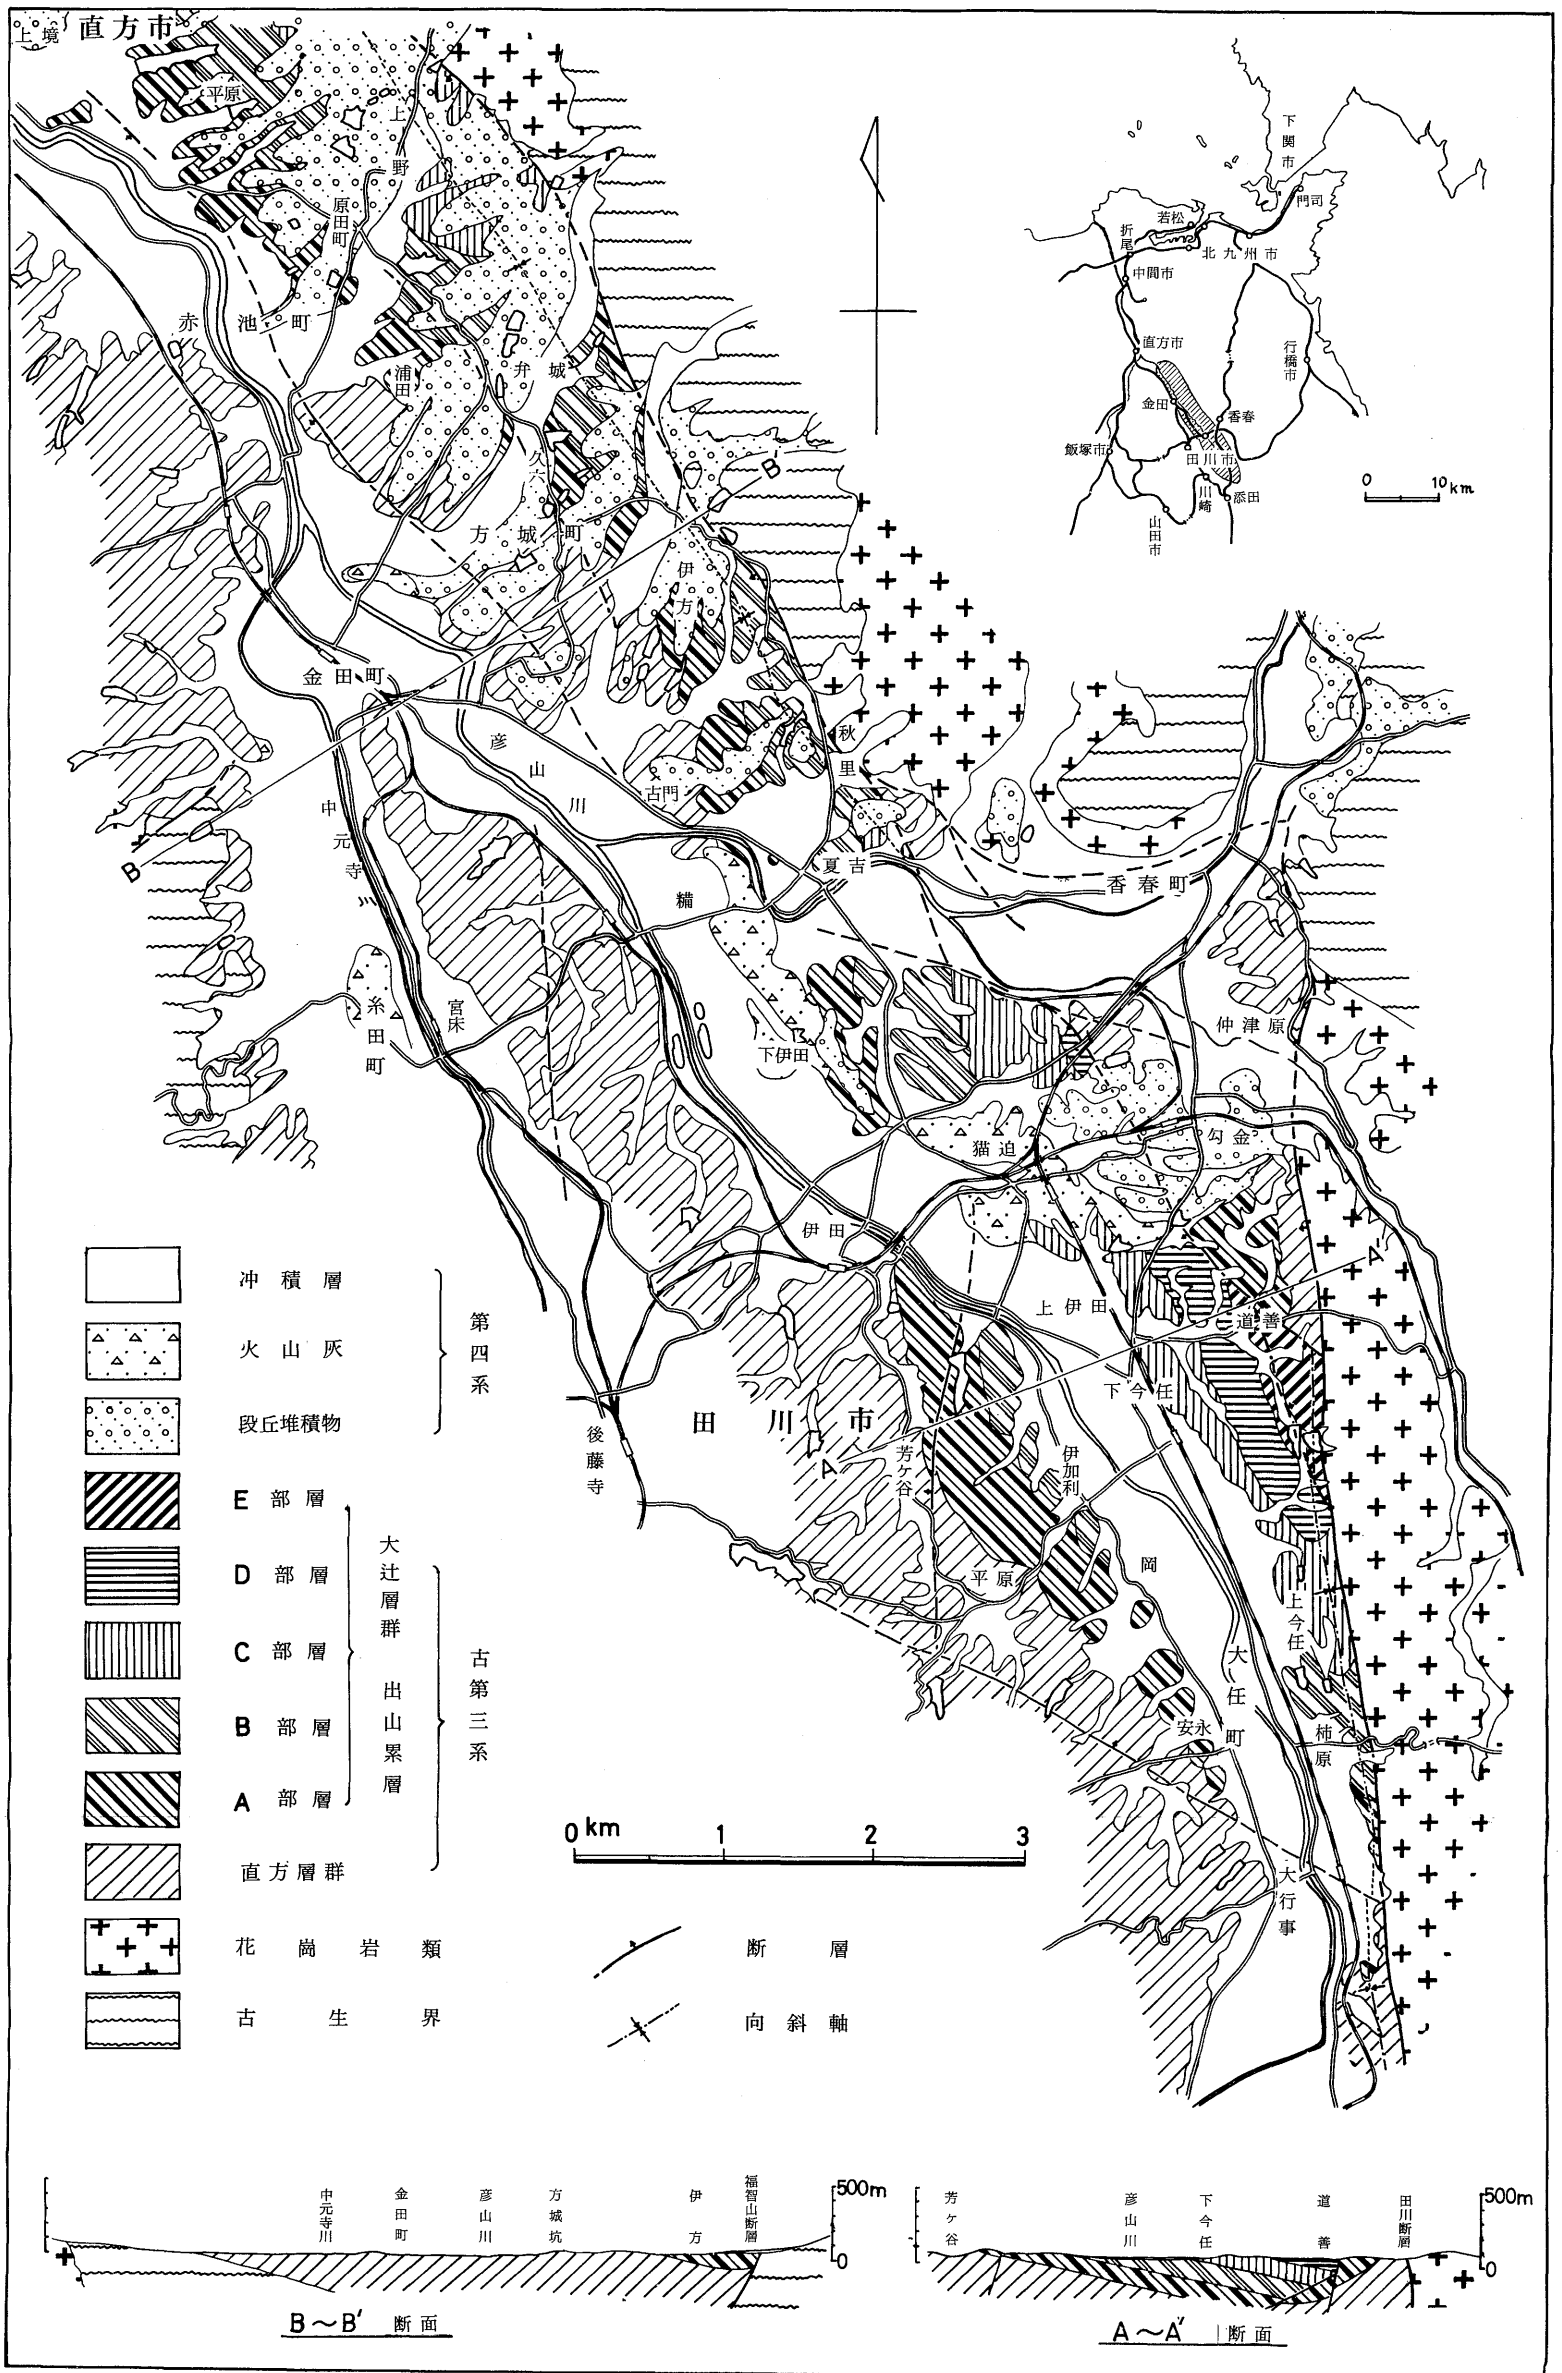 上境
直方市
平原
上野
原田町
赤池町
浦田
弁城
久六
方城町
伊方
B
金田町
彦山川
古門
秋里
夏吉
中元寺川
B
糒
香春町
糸田町
宮床
下伊田
仲津原
猫迫
勾金
伊田
上伊田
A'
道善
下今任
田川市
後藤寺
A
芳ケ谷
伊加利
平原
岡
上今任
大任町
安永
柿原
大行事
下関市
門司
若松
折尾
北九州市
中間市
直方市
行橋市
金田
香春
飯塚市
田川市
川崎
添田
山田市
0 10km
冲積層
火山灰
段丘堆積物
第四系
E 部層
D 部層
C 部層
B 部層
A 部層
大辻層群 出山累層
直方層群
古第三系
花崗岩類
古生界
0 km 1 2 3
断層
向斜軸
中元寺川
金田町
彦山川
方城坑
伊方
福智山断層
500m
0
B～B' 断面
芳ケ谷
彦山川
下今任
道善
田川断層
500m
0
A～A' 断面